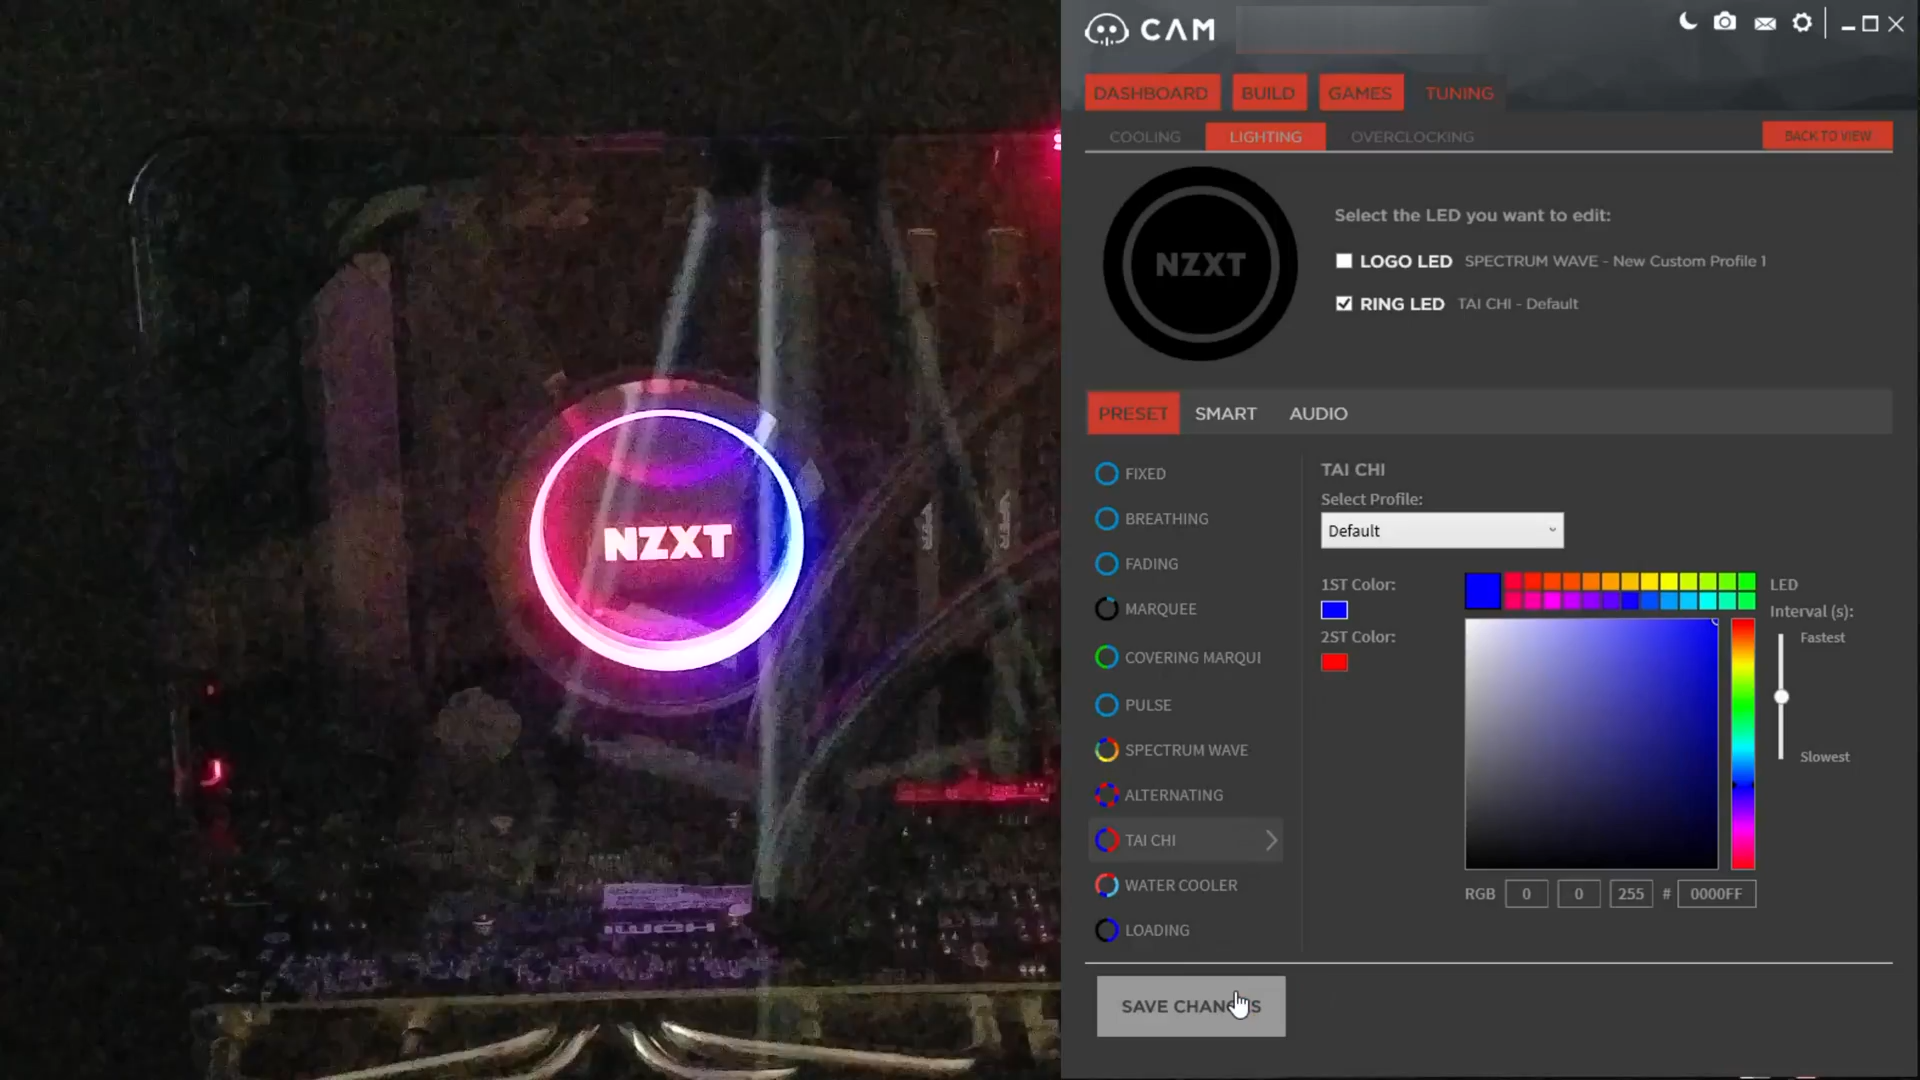 CAM
DASHBOARD BUILD GAMES TUNING
COOLING LIGHTING OVERCLOCKING BACK TO VIEW
NZXT
Select the LED you want to edit:
LOGO LED SPECTRUM WAVE - New Custom Profile 1
RING LED TAI CHI - Default
PRESET SMART AUDIO
FIXED
BREATHING
FADING
MARQUEE
COVERING MARQUI
PULSE
SPECTRUM WAVE
ALTERNATING
TAI CHI
WATER COOLER
LOADING
TAI CHI
Select Profile:
Default
1ST Color:
2ST Color:
LED
Interval (s):
Fastest
Slowest
RGB 0 0 255 # 0000FF
SAVE CHANGES
NZXT